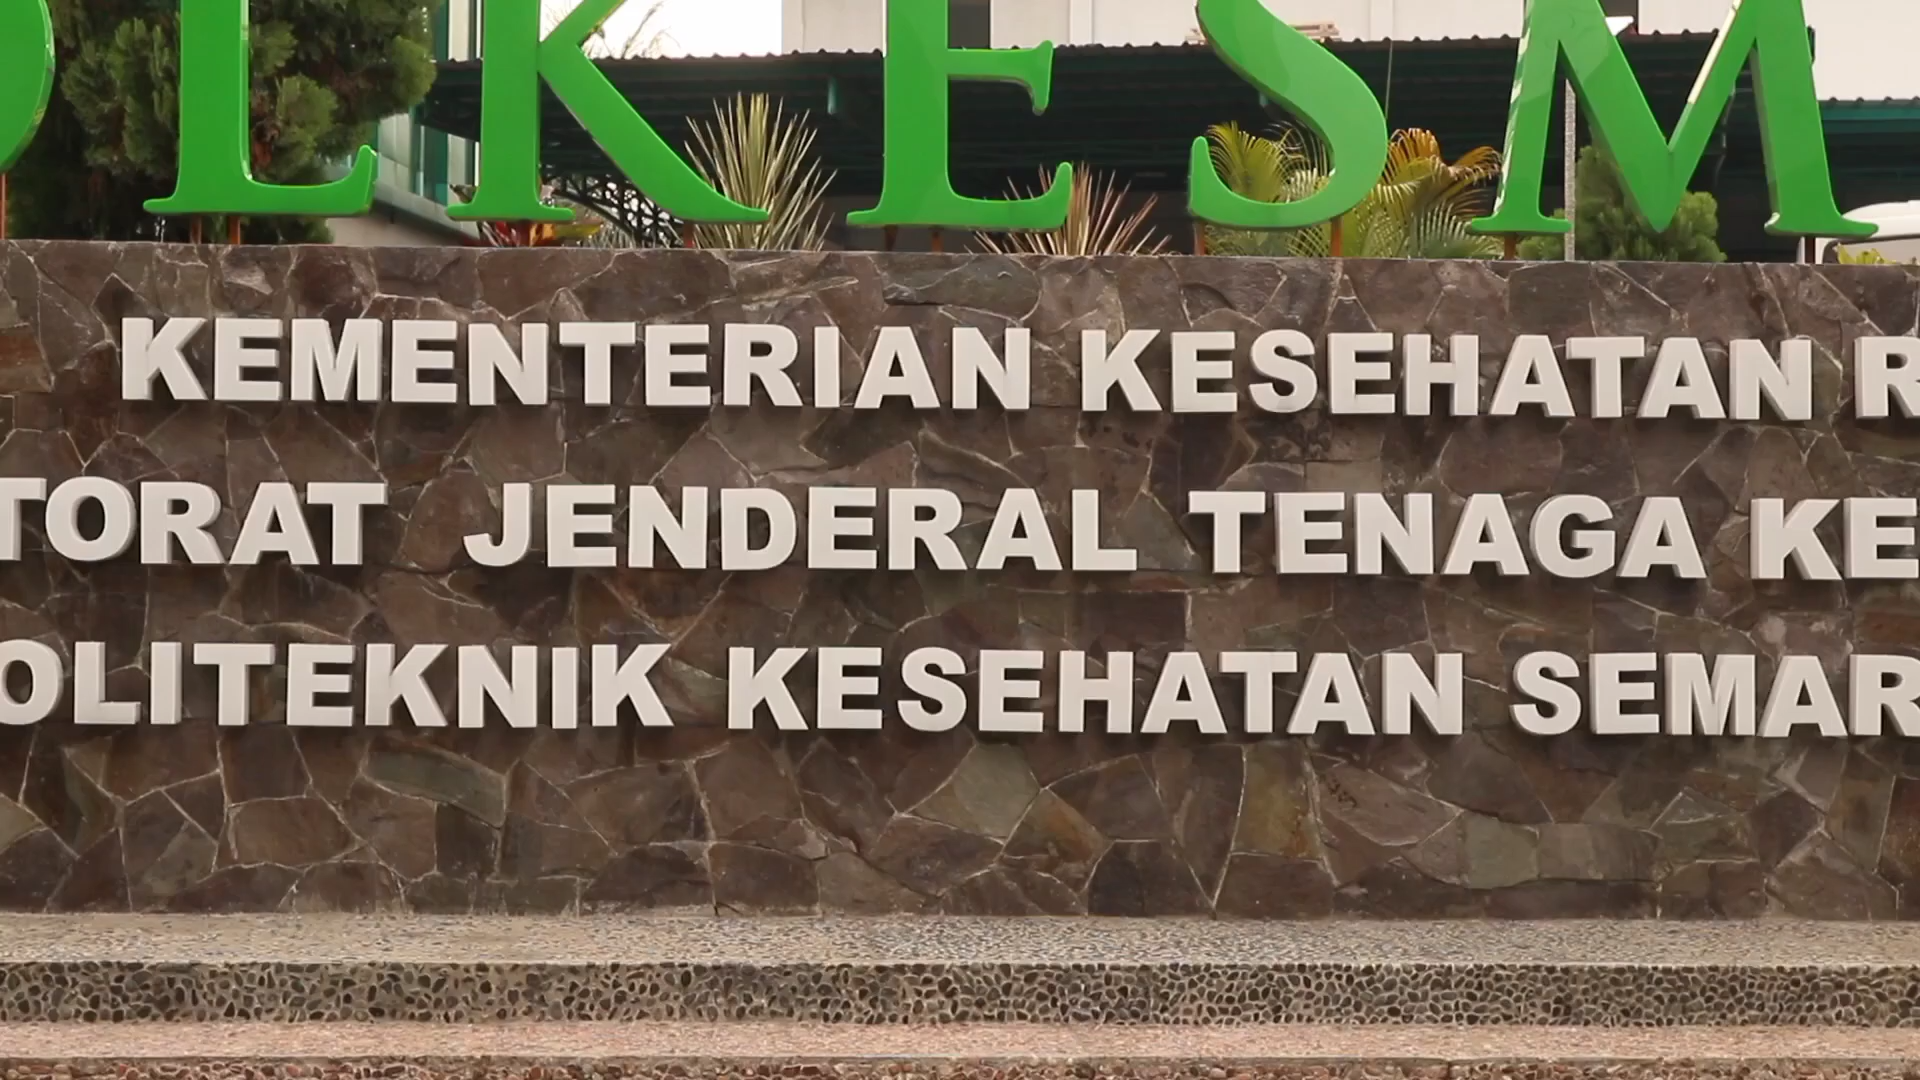 LKESM
KEMENTERIAN KESEHATAN R
TORAT JENDERAL TENAGA KE
OLITEKNIK KESEHATAN SEMAR